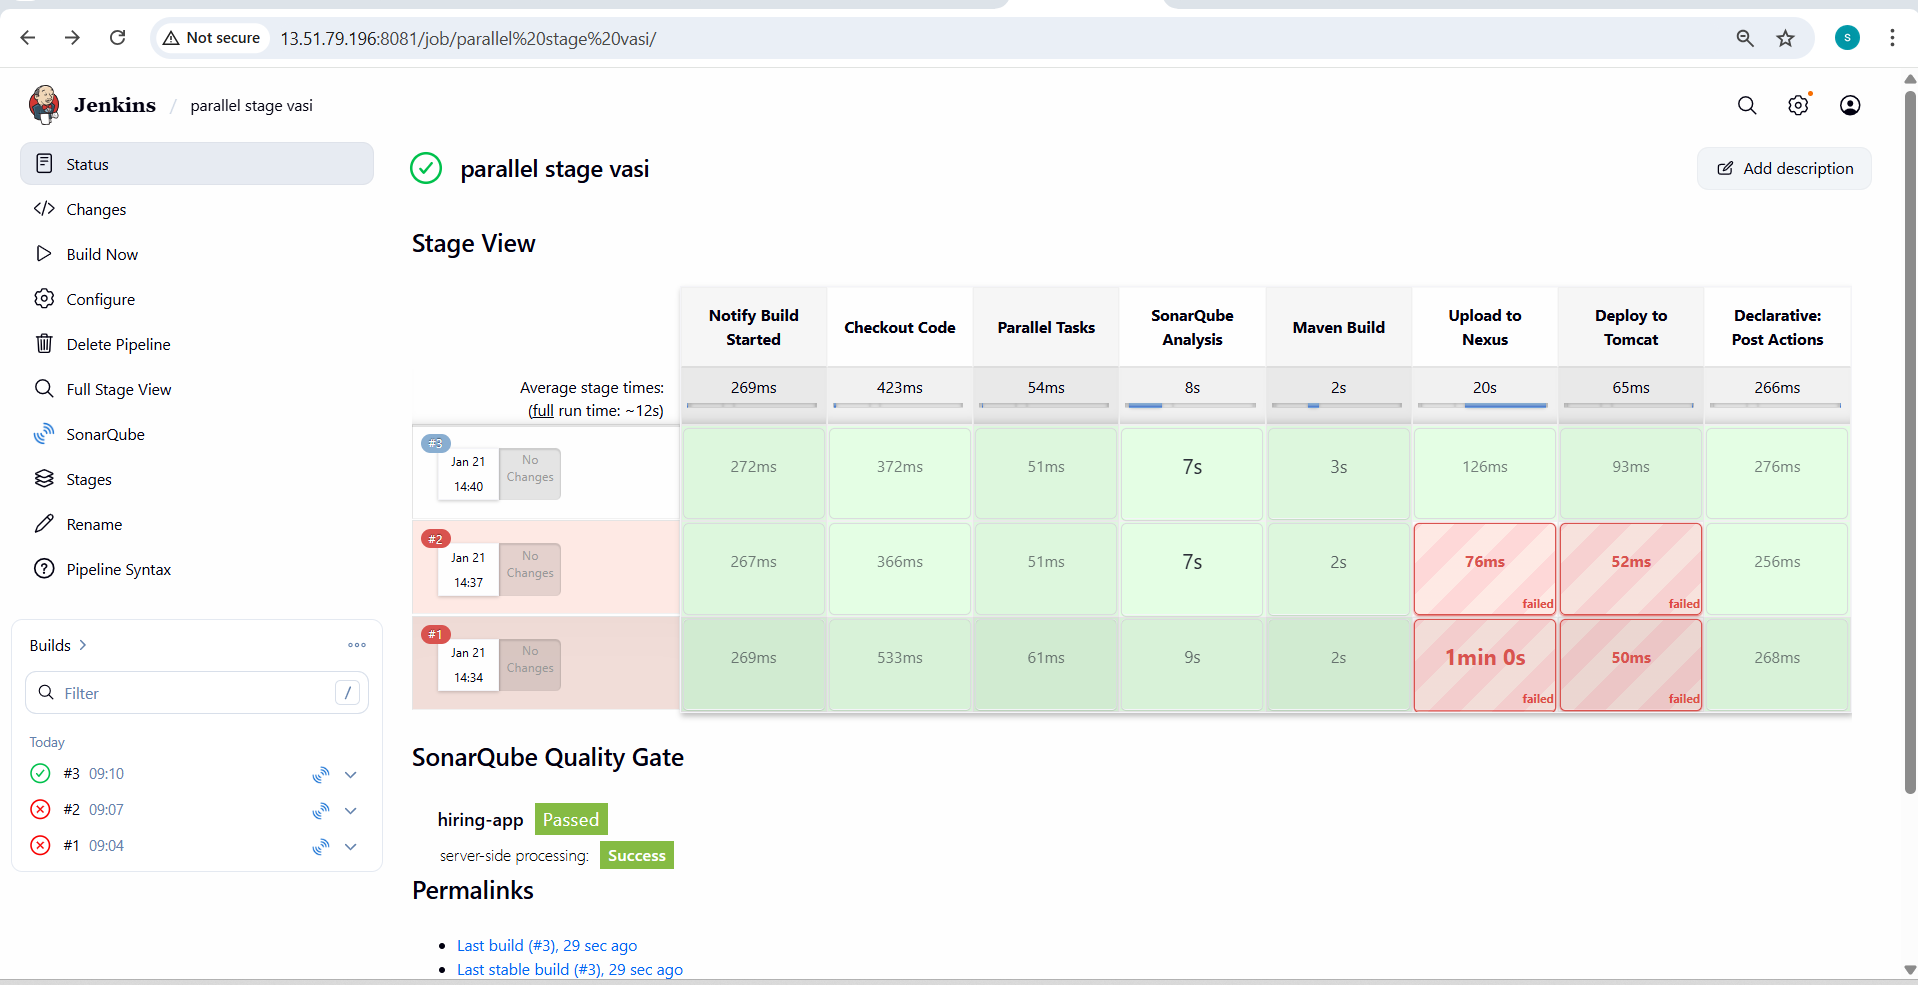 Not secure
13.51.79.196:8081/job/parallel%20stage%20vasi/
S
Jenkins / parallel stage vasi
Status
Changes
Build Now
Configure
Delete Pipeline
Full Stage View
SonarQube
Stages
Rename
Pipeline Syntax
Builds
Filter
/
Today
#3 09:10
#2 09:07
#1 09:04
parallel stage vasi
Add description
Stage View
Notify Build Started
Checkout Code
Parallel Tasks
SonarQube Analysis
Maven Build
Upload to Nexus
Deploy to Tomcat
Declarative: Post Actions
Average stage times:
(full run time: ~12s)
269ms 423ms 54ms 8s 2s 20s 65ms 266ms
#3
Jan 21
14:40
No Changes
272ms 372ms 51ms 7s 3s 126ms 93ms 276ms
#2
Jan 21
14:37
No Changes
267ms 366ms 51ms 7s 2s 76ms failed 52ms failed 256ms
#1
Jan 21
14:34
No Changes
269ms 533ms 61ms 9s 2s 1min 0s failed 50ms failed 268ms
SonarQube Quality Gate
hiring-app Passed
server-side processing: Success
Permalinks
Last build (#3), 29 sec ago
Last stable build (#3), 29 sec ago